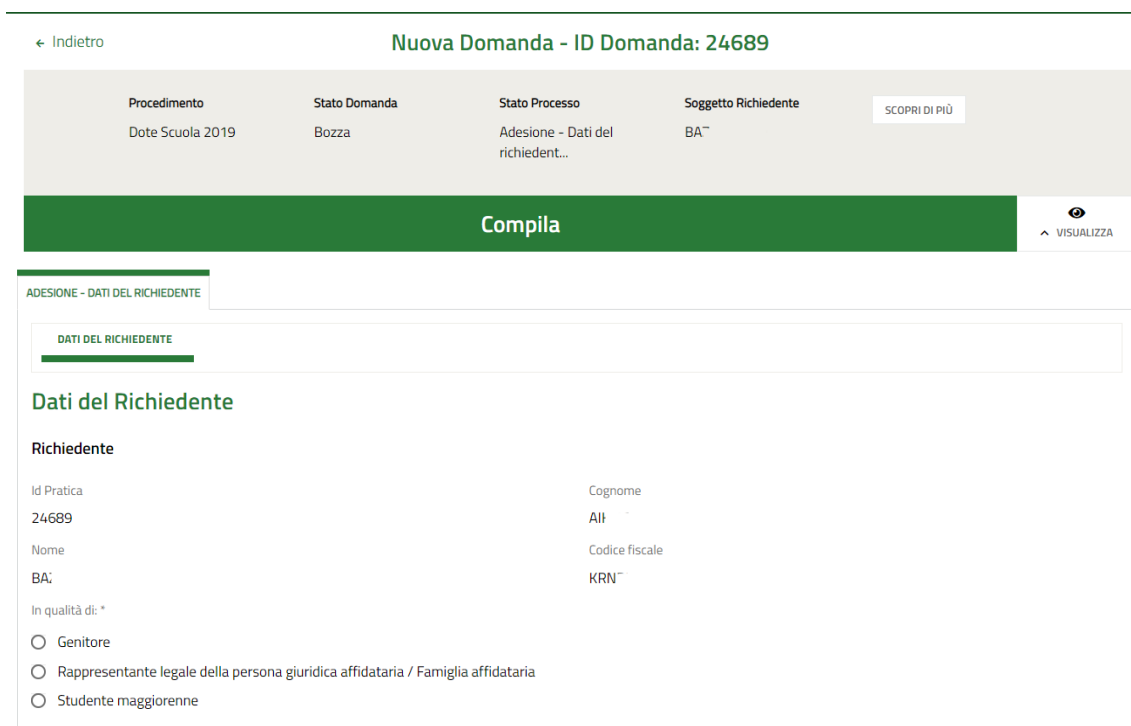 ← Indietro
Nuova Domanda - ID Domanda: 24689
Procedimento
Stato Domanda
Stato Processo
Soggetto Richiedente
SCOPRI DI PIÙ
Dote Scuola 2019
Bozza
Adesione - Dati del
richiedent...
Compila
VISUALIZZA
ADESIONE - DATI DEL RICHIEDENTE
DATI DEL RICHIEDENTE
Dati del Richiedente
Richiedente
Id Pratica
Cognome
24689
Nome
Codice fiscale
KRN
In qualità di: *
Genitore
Rappresentante legale della persona giuridica affidataria / Famiglia affidataria
Studente maggiorenne